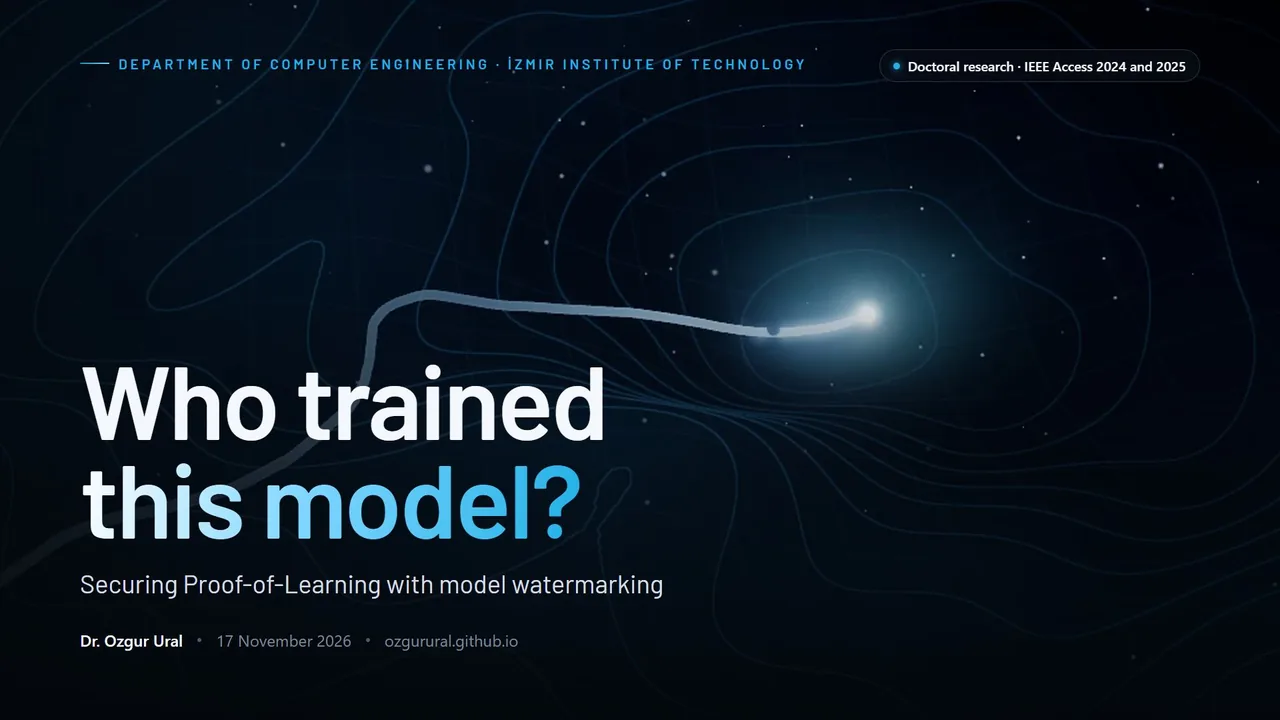 DEPARTMENT OF COMPUTER ENGINEERING · İZMIR INSTITUTE OF TECHNOLOGY
Doctoral research · IEEE Access 2024 and 2025
Who trained
this model?
Securing Proof-of-Learning with model watermarking
Dr. Ozgur Ural • 17 November 2026 • ozgurural.github.io